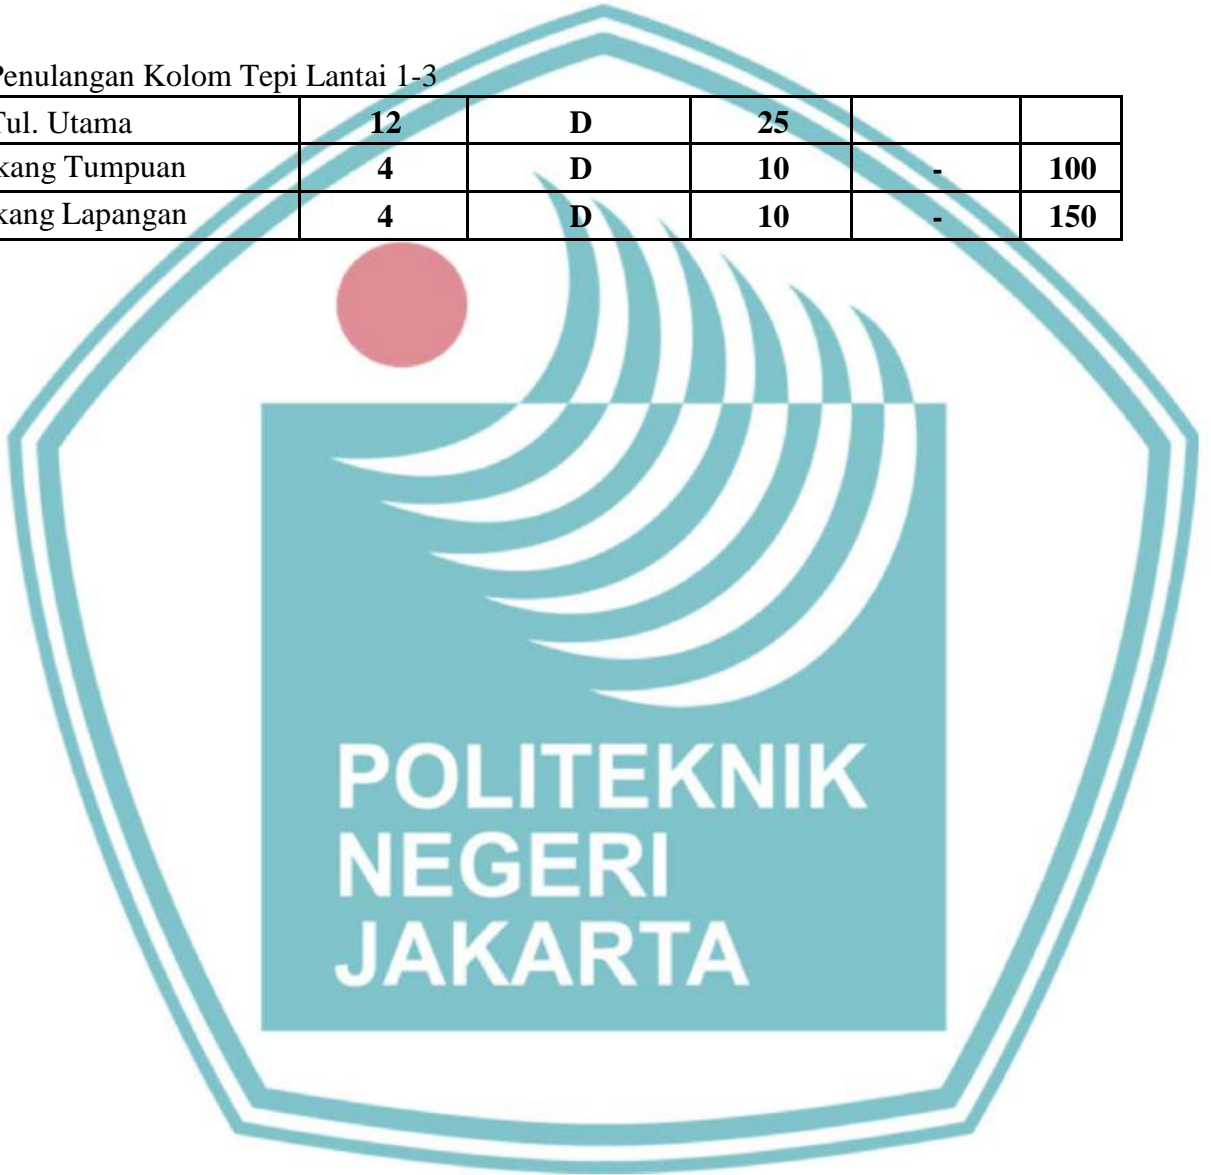 Penulangan Kolom Tepi Lantai 1-3
Tul. Utama 12 D 25
kang Tumpuan 4 D 10 - 100
kang Lapangan 4 D 10 - 150
POLITEKNIK
NEGERI
JAKARTA